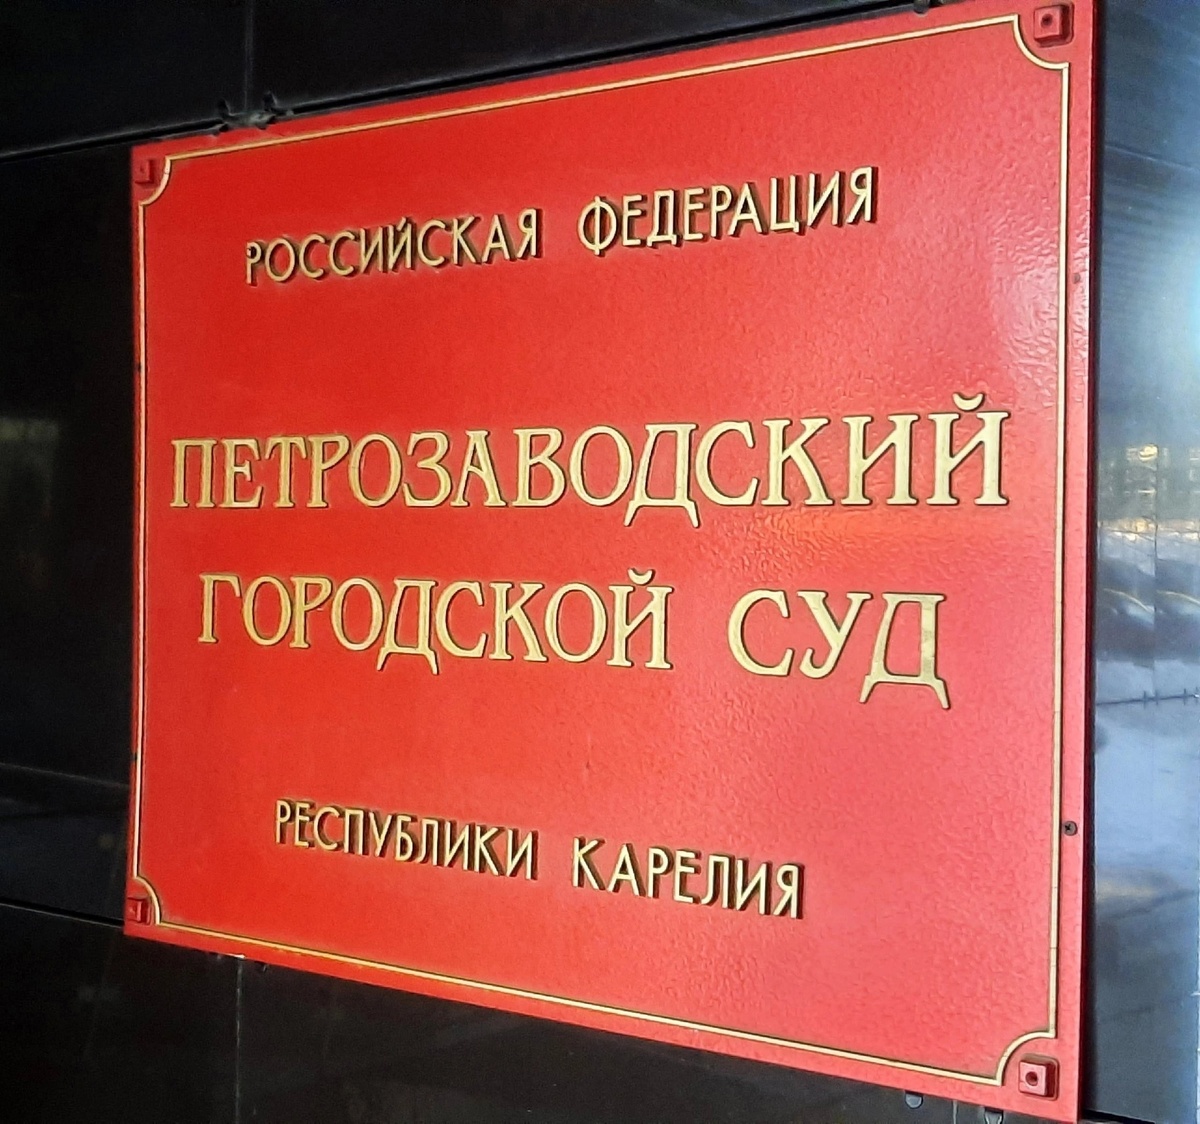 РОССИЙСКАЯ ФЕДЕРАЦИЯ
ПЕТРОЗАВОДСКИЙ
ГОРОДСКОЙ СУД
РЕСПУБЛИКИ КАРЕЛИЯ